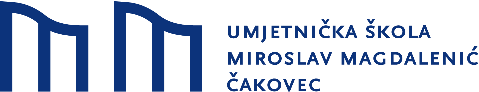 UMJETNIČKA ŠKOLA
MIROSLAV MAGDALENIĆ
ČAKOVEC